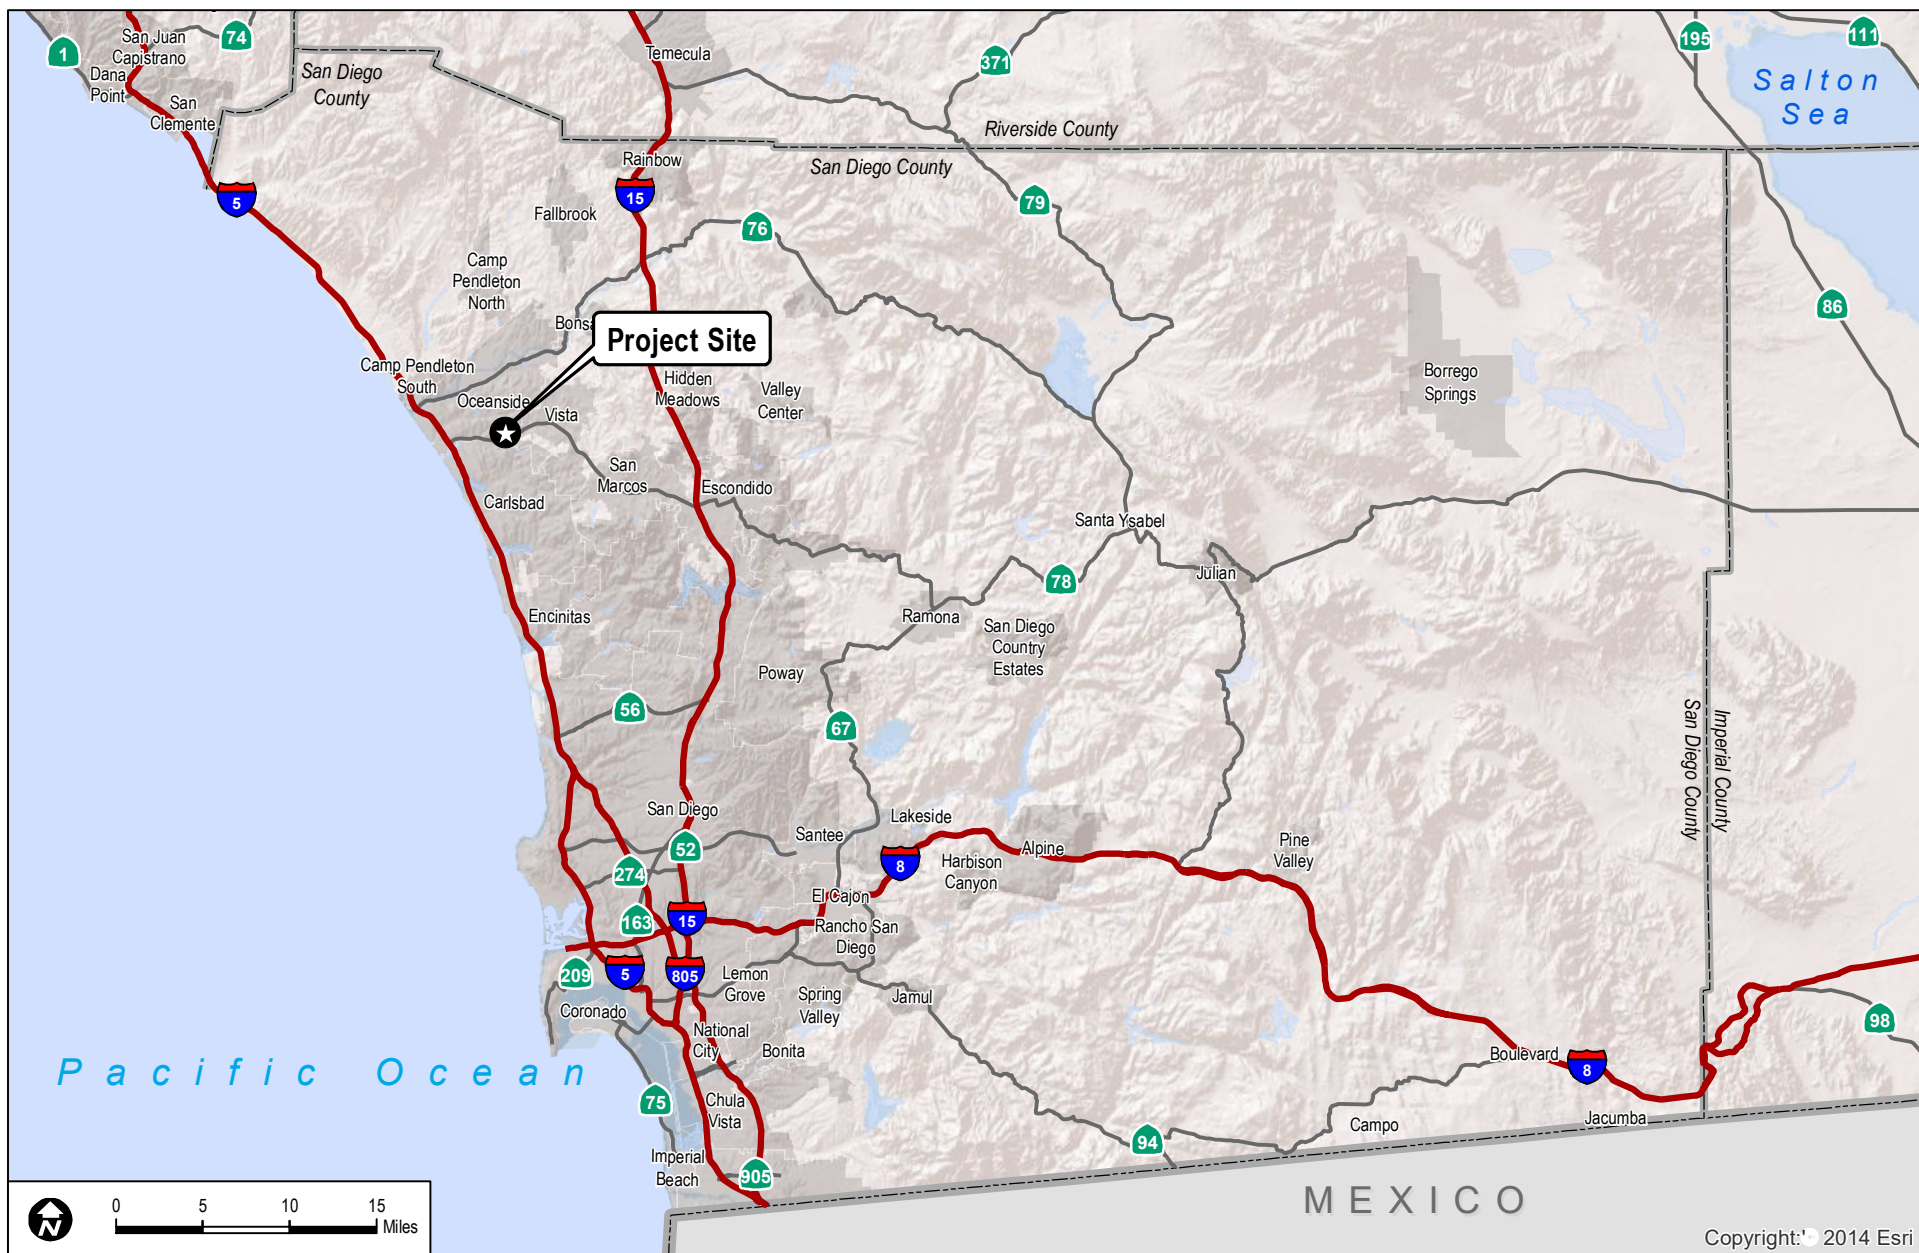 1
San Juan
Capistrano
74
Dana
Point
San
Clemente
San Diego
County
Temecula
371
195
111
Salton
Sea
Riverside County
San Diego County
Rainbow
5
15
Fallbrook
76
79
86
Camp
Pendleton
North
Project Site
Camp Pendleton
South
Oceanside
Vista
Hidden
Meadows
Valley
Center
Borrego
Springs
San
Marcos
Escondido
Carlsbad
Santa Ysabel
Julian
78
Encinitas
Ramona
San Diego
Country
Estates
Poway
56
67
San Diego County
Imperial County
San Diego
Lakeside
Santee
52
274
8
Harbison
Canyon
Alpine
Pine
Valley
El Cajon
163
15
Rancho San
Diego
209
5
805
Lemon
Grove
Spring
Valley
Jamul
Coronado
National
City
Bonita
98
Boulevard
8
Pacific Ocean
75
Chula
Vista
94
Campo
Jacumba
Imperial
Beach
905
MEXICO
N
0 5 10 15
Miles
Copyright: © 2014 Esri